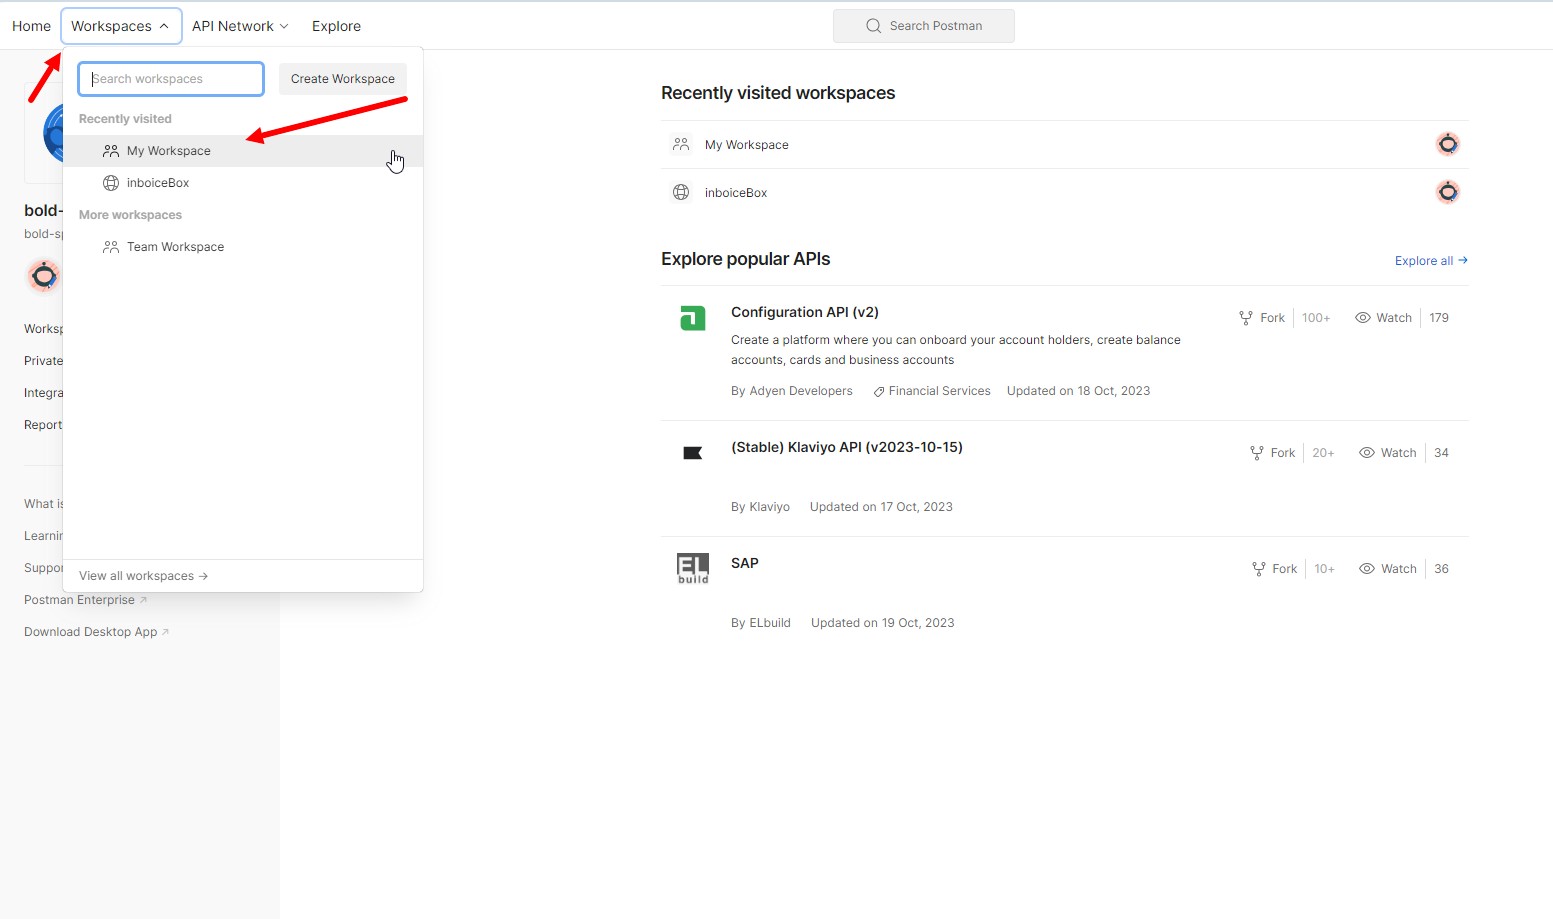 Home
Workspaces
API Network
Explore
Search Postman
Search workspaces
Create Workspace
Recently visited
My Workspace
inboiceBox
More workspaces
Team Workspace
View all workspaces →
bold-
bold-sp
Worksp
Private
Integra
Report
What is
Learnin
Suppor
Postman Enterprise ↗
Download Desktop App ↗
Recently visited workspaces
My Workspace
inboiceBox
Explore popular APIs
Explore all →
Configuration API (v2)
Fork 100+ Watch 179
Create a platform where you can onboard your account holders, create balance
accounts, cards and business accounts
By Adyen Developers Financial Services Updated on 18 Oct, 2023
(Stable) Klaviyo API (v2023-10-15)
Fork 20+ Watch 34
By Klaviyo Updated on 17 Oct, 2023
EL
build
SAP
Fork 10+ Watch 36
By ELbuild Updated on 19 Oct, 2023